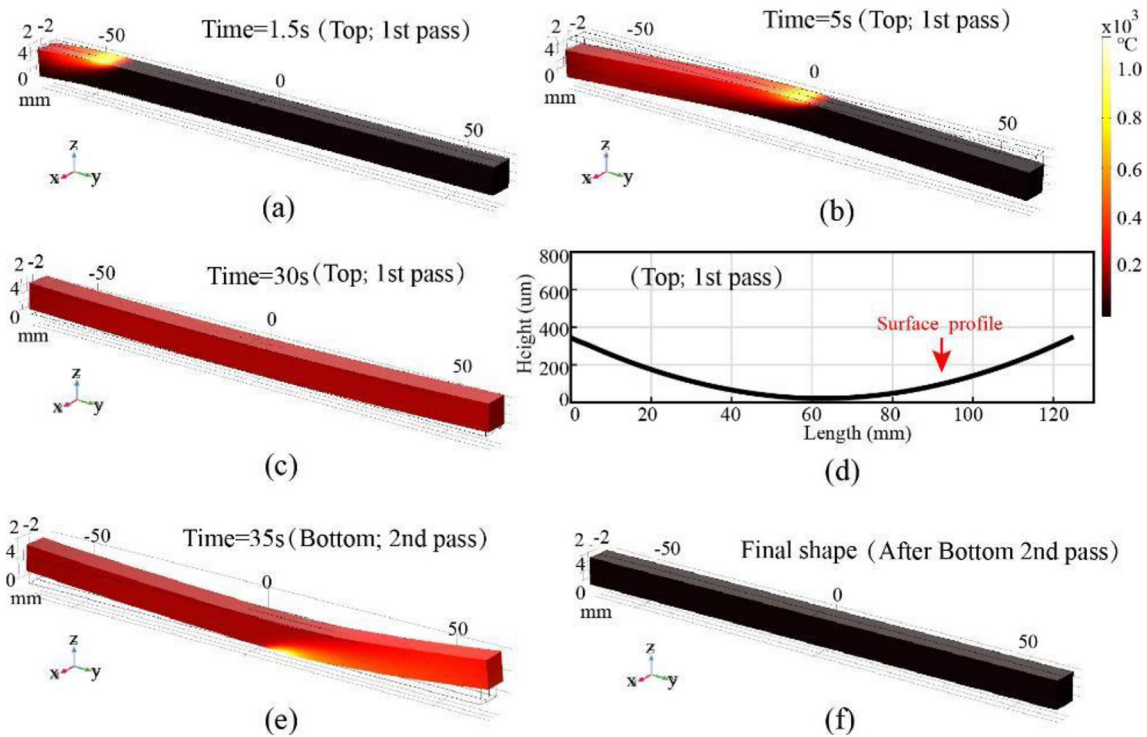 Time=1.5s (Top; 1st pass)
2 -2
4
0
mm
-50
0
50
z
x y
(a)
Time=5s (Top; 1st pass)
2 -2
4
0
mm
-50
0
50
z
x y
(b)
x10³
°C
1.0
0.8
0.6
0.4
0.2
Time=30s (Top; 1st pass)
2 -2
4
0
mm
-50
0
50
z
x y
(c)
(Top; 1st pass)
Surface profile
Height (um)
800
600
400
200
0
0 20 40 60 80 100 120
Length (mm)
(d)
Time=35s (Bottom; 2nd pass)
2 -2
4
0
mm
-50
0
50
z
x y
(e)
Final shape (After Bottom 2nd pass)
2 -2
4
0
mm
-50
0
50
z
x y
(f)